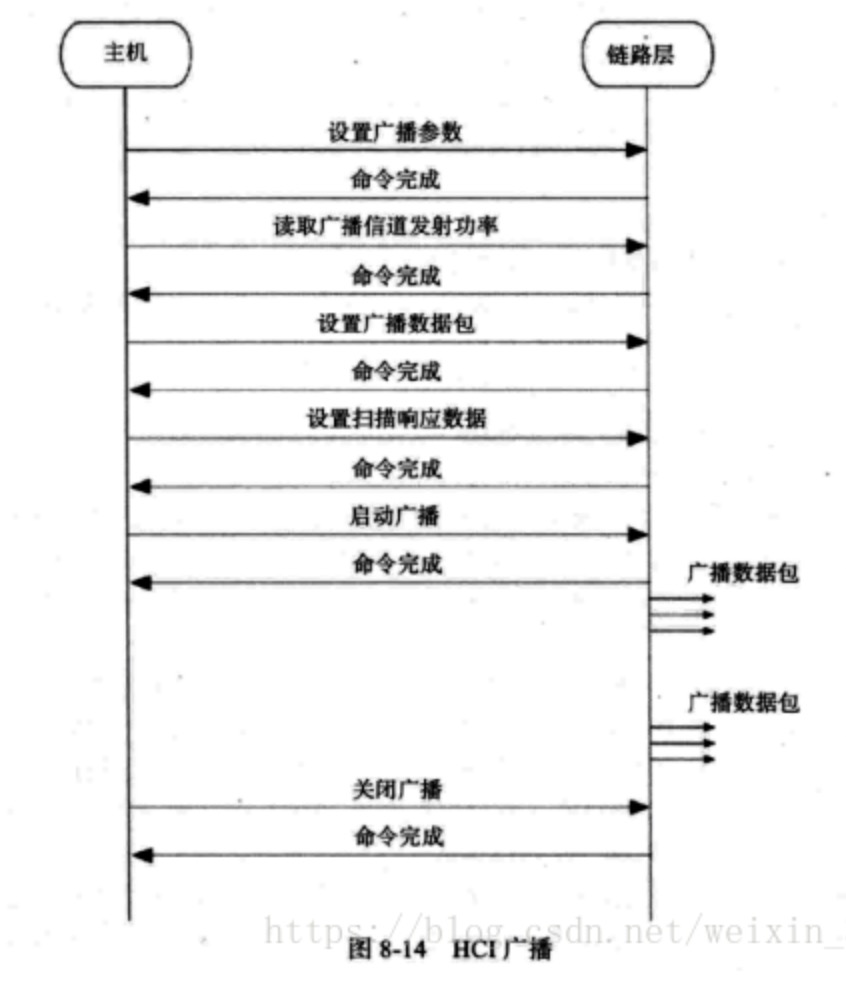 主机
链路层
设置广播参数
命令完成
读取广播信道发射功率
命令完成
设置广播数据包
命令完成
设置扫描响应数据
命令完成
启动广播
命令完成
广播数据包
广播数据包
关闭广播
命令完成
https://blog.csdn.net/weixin_
图 8-14 HCI 广播